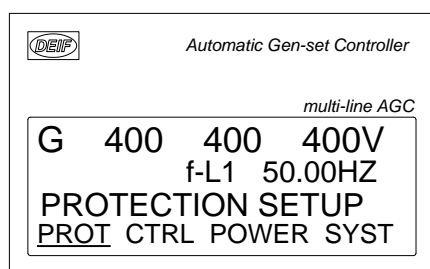 DEIF
Automatic Gen-set Controller
multi-line AGC
G 400 400 400V
f-L1 50.00HZ
PROTECTION SETUP
PROT CTRL POWER SYST